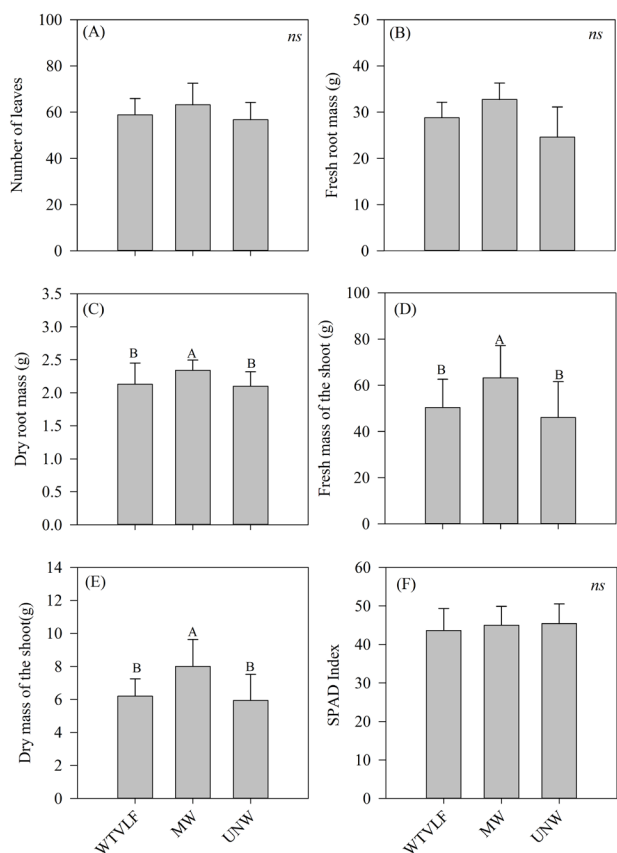 (A)
ns
Number of leaves
100
80
60
40
20
0
(B)
ns
Fresh root mass (g)
50
40
30
20
10
0
(C)
Dry root mass (g)
3.5
3.0
2.5
2.0
1.5
1.0
0.5
0.0
B
A
B
(D)
Fresh mass of the shoot (g)
100
80
60
40
20
0
B
A
B
(E)
Dry mass of the shoot(g)
14
12
10
8
6
4
2
0
B
A
B
WTVLF
MW
UNW
(F)
ns
SPAD Index
60
50
40
30
20
10
0
WTVLF
MW
UNW